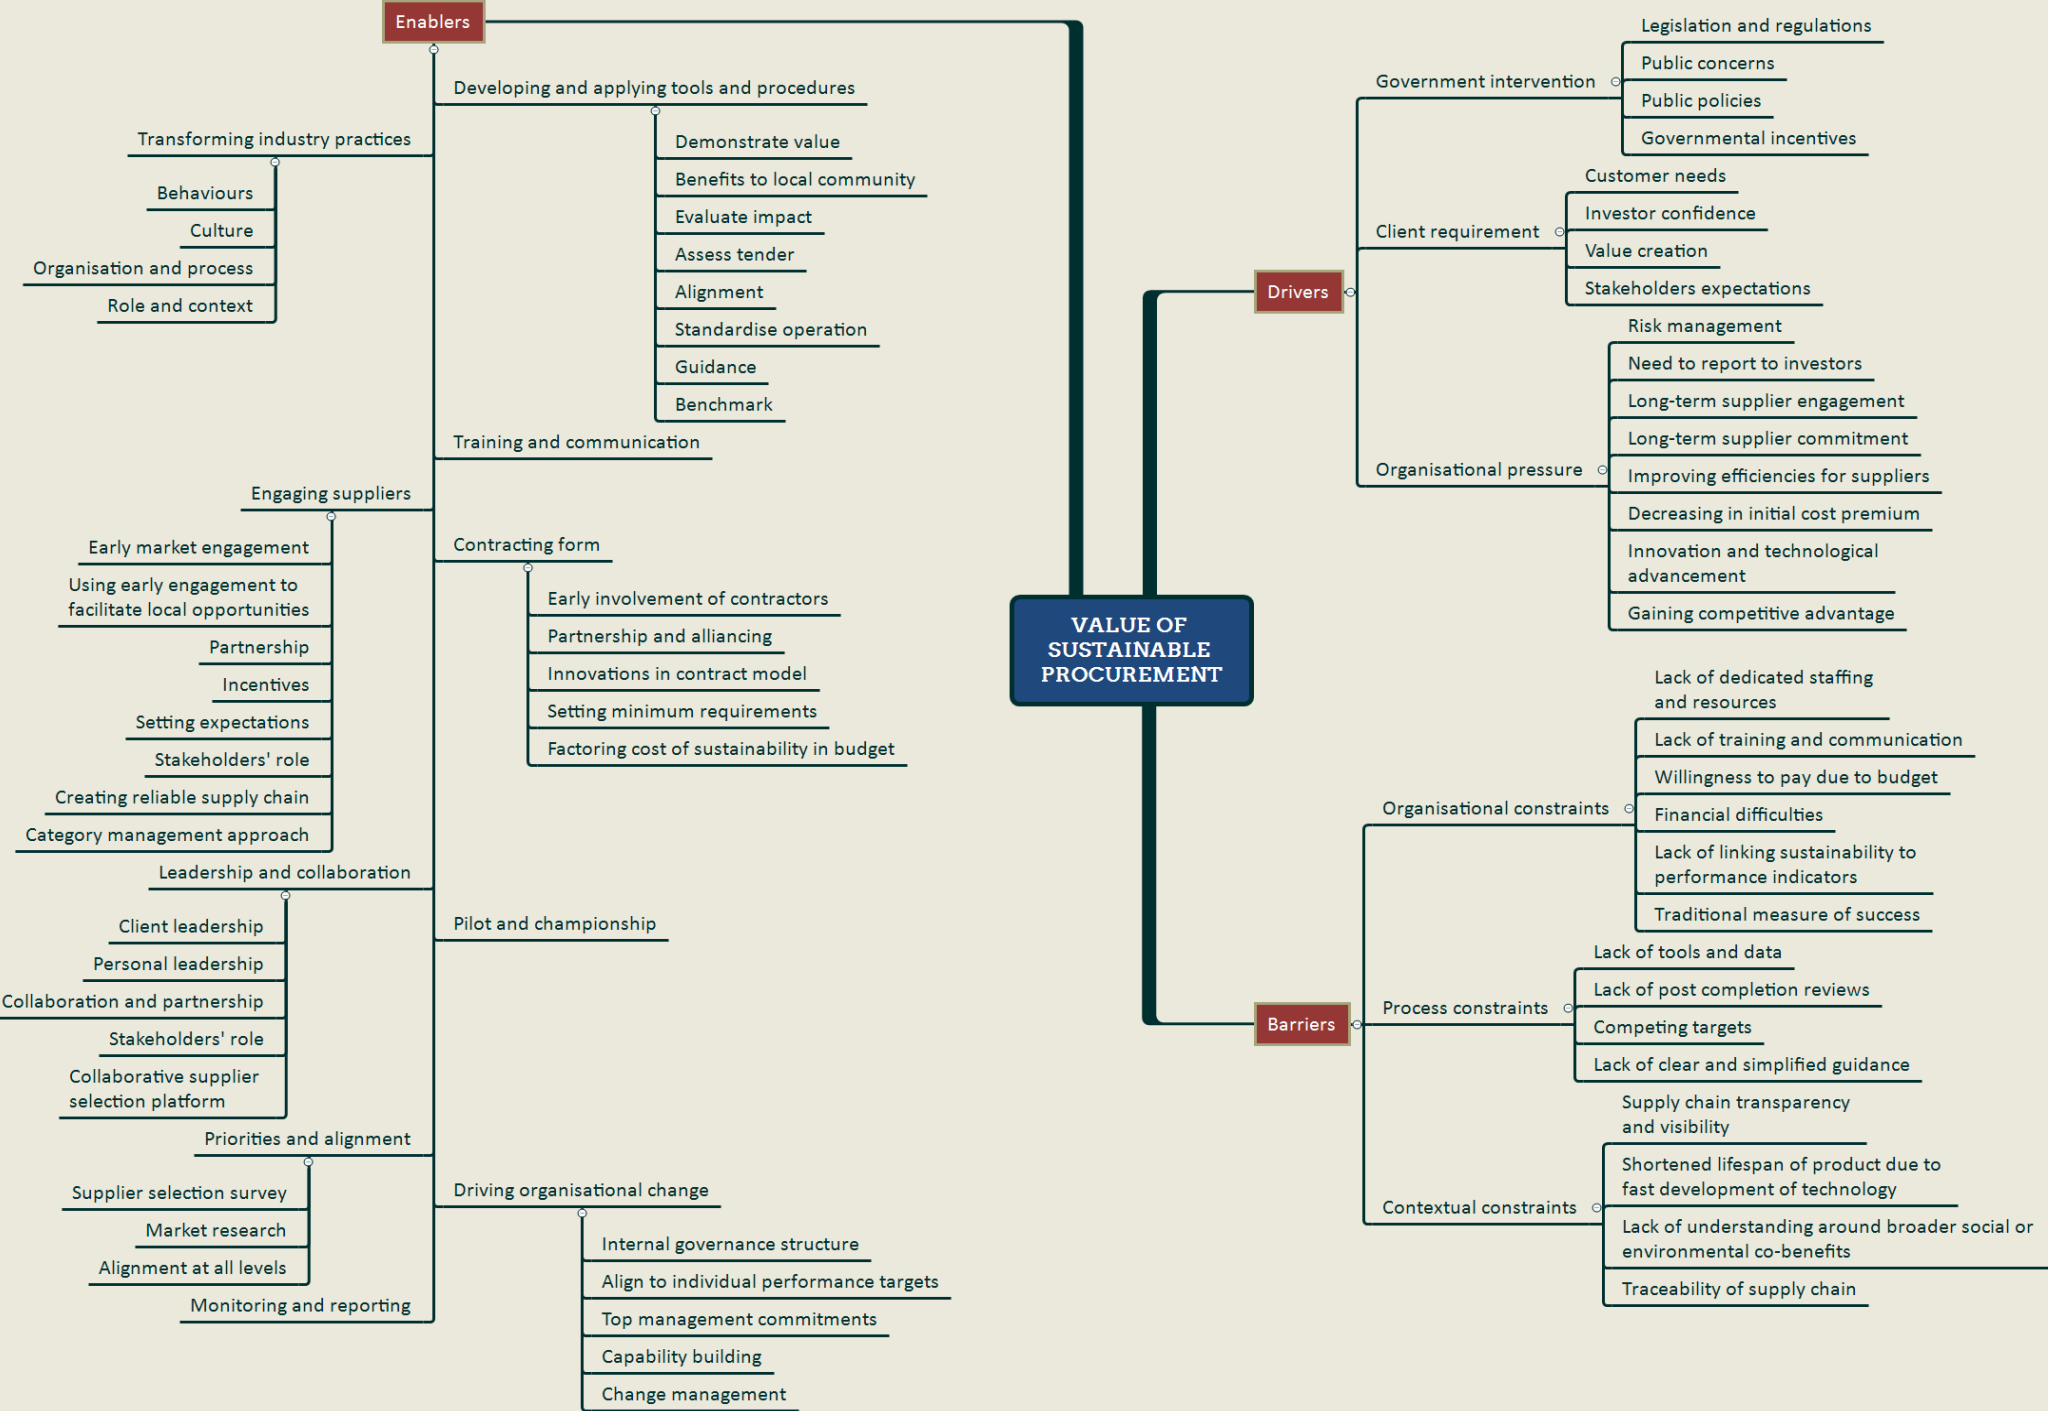 VALUE OF
SUSTAINABLE
PROCUREMENT
Enablers
Developing and applying tools and procedures
Demonstrate value
Benefits to local community
Evaluate impact
Assess tender
Alignment
Standardise operation
Guidance
Benchmark
Transforming industry practices
Behaviours
Culture
Organisation and process
Role and context
Training and communication
Engaging suppliers
Early market engagement
Using early engagement to
facilitate local opportunities
Partnership
Incentives
Setting expectations
Stakeholders' role
Creating reliable supply chain
Category management approach
Contracting form
Early involvement of contractors
Partnership and alliancing
Innovations in contract model
Setting minimum requirements
Factoring cost of sustainability in budget
Leadership and collaboration
Client leadership
Personal leadership
Collaboration and partnership
Stakeholders' role
Collaborative supplier
selection platform
Pilot and championship
Priorities and alignment
Supplier selection survey
Market research
Alignment at all levels
Driving organisational change
Internal governance structure
Align to individual performance targets
Top management commitments
Capability building
Change management
Monitoring and reporting
Drivers
Government intervention
Legislation and regulations
Public concerns
Public policies
Governmental incentives
Client requirement
Customer needs
Investor confidence
Value creation
Stakeholders expectations
Organisational pressure
Risk management
Need to report to investors
Long-term supplier engagement
Long-term supplier commitment
Improving efficiencies for suppliers
Decreasing in initial cost premium
Innovation and technological
advancement
Gaining competitive advantage
Barriers
Organisational constraints
Lack of dedicated staffing
and resources
Lack of training and communication
Willingness to pay due to budget
Financial difficulties
Lack of linking sustainability to
performance indicators
Traditional measure of success
Process constraints
Lack of tools and data
Lack of post completion reviews
Competing targets
Lack of clear and simplified guidance
Contextual constraints
Supply chain transparency
and visibility
Shortened lifespan of product due to
fast development of technology
Lack of understanding around broader social or
environmental co-benefits
Traceability of supply chain